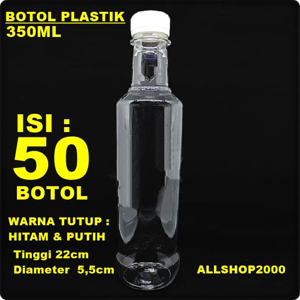 BOTOL PLASTIK
350ML
ISI :
50
BOTOL
WARNA TUTUP :
HITAM & PUTIH
Tinggi 22cm
Diameter 5,5cm
ALLSHOP2000